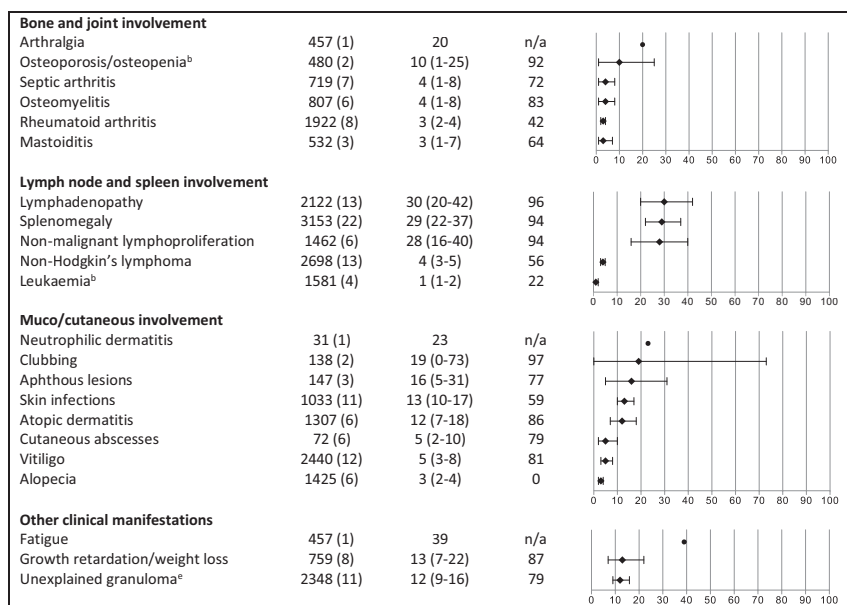 Bone and joint involvement
Arthralgia 457 (1) 20 n/a
Osteoporosis/osteopeniaᵇ 480 (2) 10 (1-25) 92
Septic arthritis 719 (7) 4 (1-8) 72
Osteomyelitis 807 (6) 4 (1-8) 83
Rheumatoid arthritis 1922 (8) 3 (2-4) 42
Mastoiditis 532 (3) 3 (1-7) 64
0 10 20 30 40 50 60 70 80 90 100
Lymph node and spleen involvement
Lymphadenopathy 2122 (13) 30 (20-42) 96
Splenomegaly 3153 (22) 29 (22-37) 94
Non-malignant lymphoproliferation 1462 (6) 28 (16-40) 94
Non-Hodgkin's lymphoma 2698 (13) 4 (3-5) 56
Leukaemiaᵇ 1581 (4) 1 (1-2) 22
0 10 20 30 40 50 60 70 80 90 100
Muco/cutaneous involvement
Neutrophilic dermatitis 31 (1) 23 n/a
Clubbing 138 (2) 19 (0-73) 97
Aphthous lesions 147 (3) 16 (5-31) 77
Skin infections 1033 (11) 13 (10-17) 59
Atopic dermatitis 1307 (6) 12 (7-18) 86
Cutaneous abscesses 72 (6) 5 (2-10) 79
Vitiligo 2440 (12) 5 (3-8) 81
Alopecia 1425 (6) 3 (2-4) 0
0 10 20 30 40 50 60 70 80 90 100
Other clinical manifestations
Fatigue 457 (1) 39 n/a
Growth retardation/weight loss 759 (8) 13 (7-22) 87
Unexplained granulomaᵉ 2348 (11) 12 (9-16) 79
0 10 20 30 40 50 60 70 80 90 100